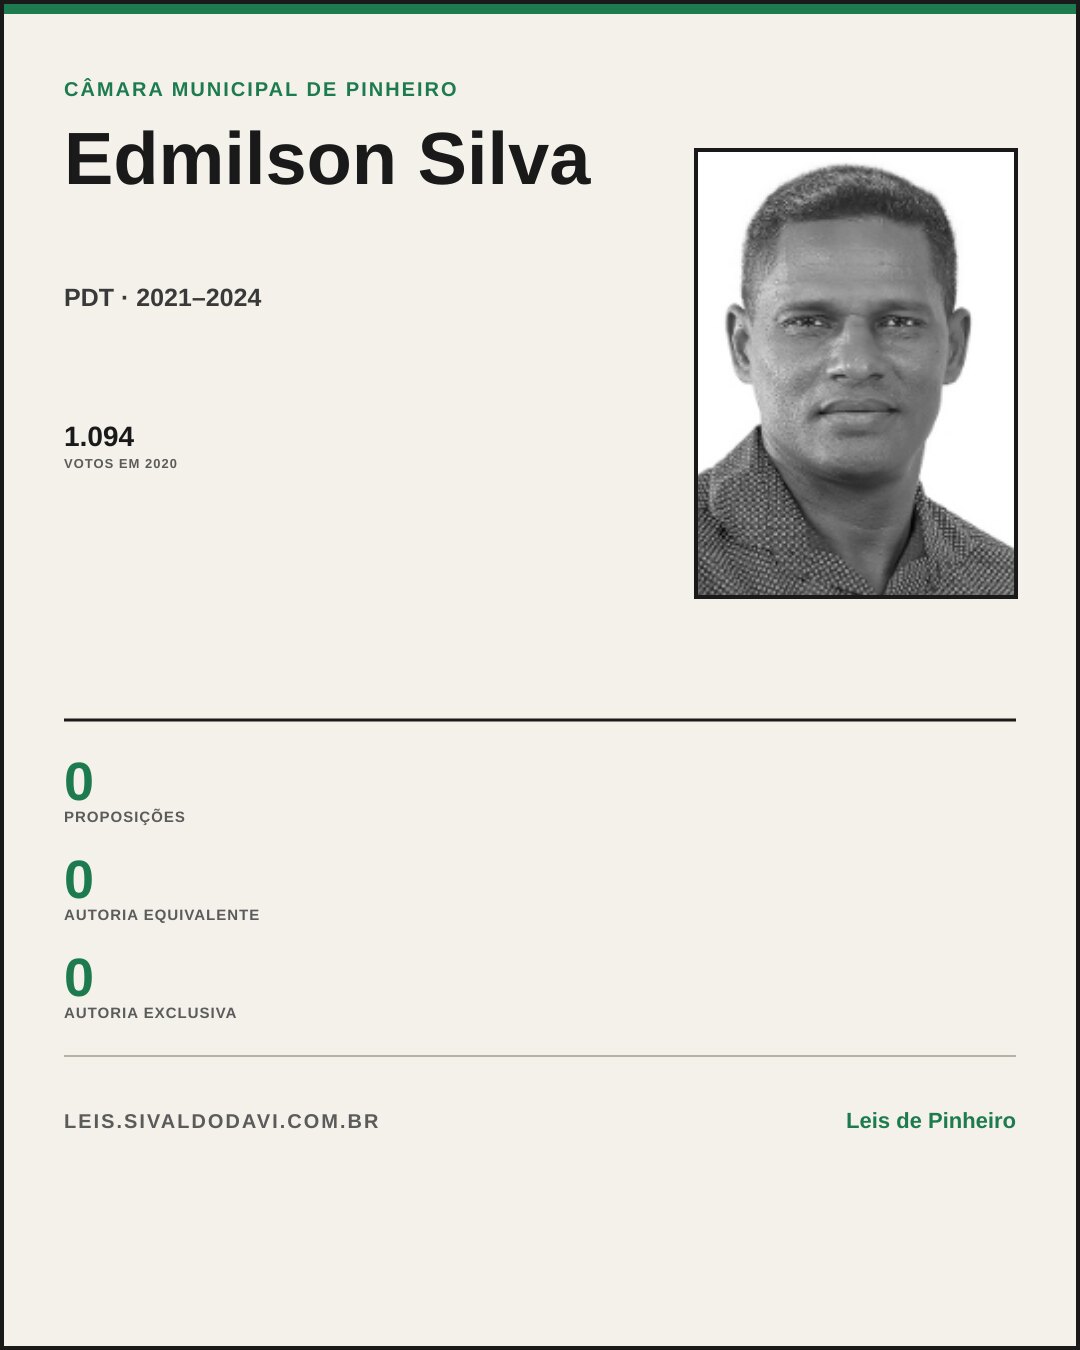 CÂMARA MUNICIPAL DE PINHEIRO
Edmilson Silva
PDT · 2021–2024
1.094
VOTOS EM 2020
0
PROPOSIÇÕES
0
AUTORIA EQUIVALENTE
0
AUTORIA EXCLUSIVA
LEIS.SIVALDODAVI.COM.BR
Leis de Pinheiro